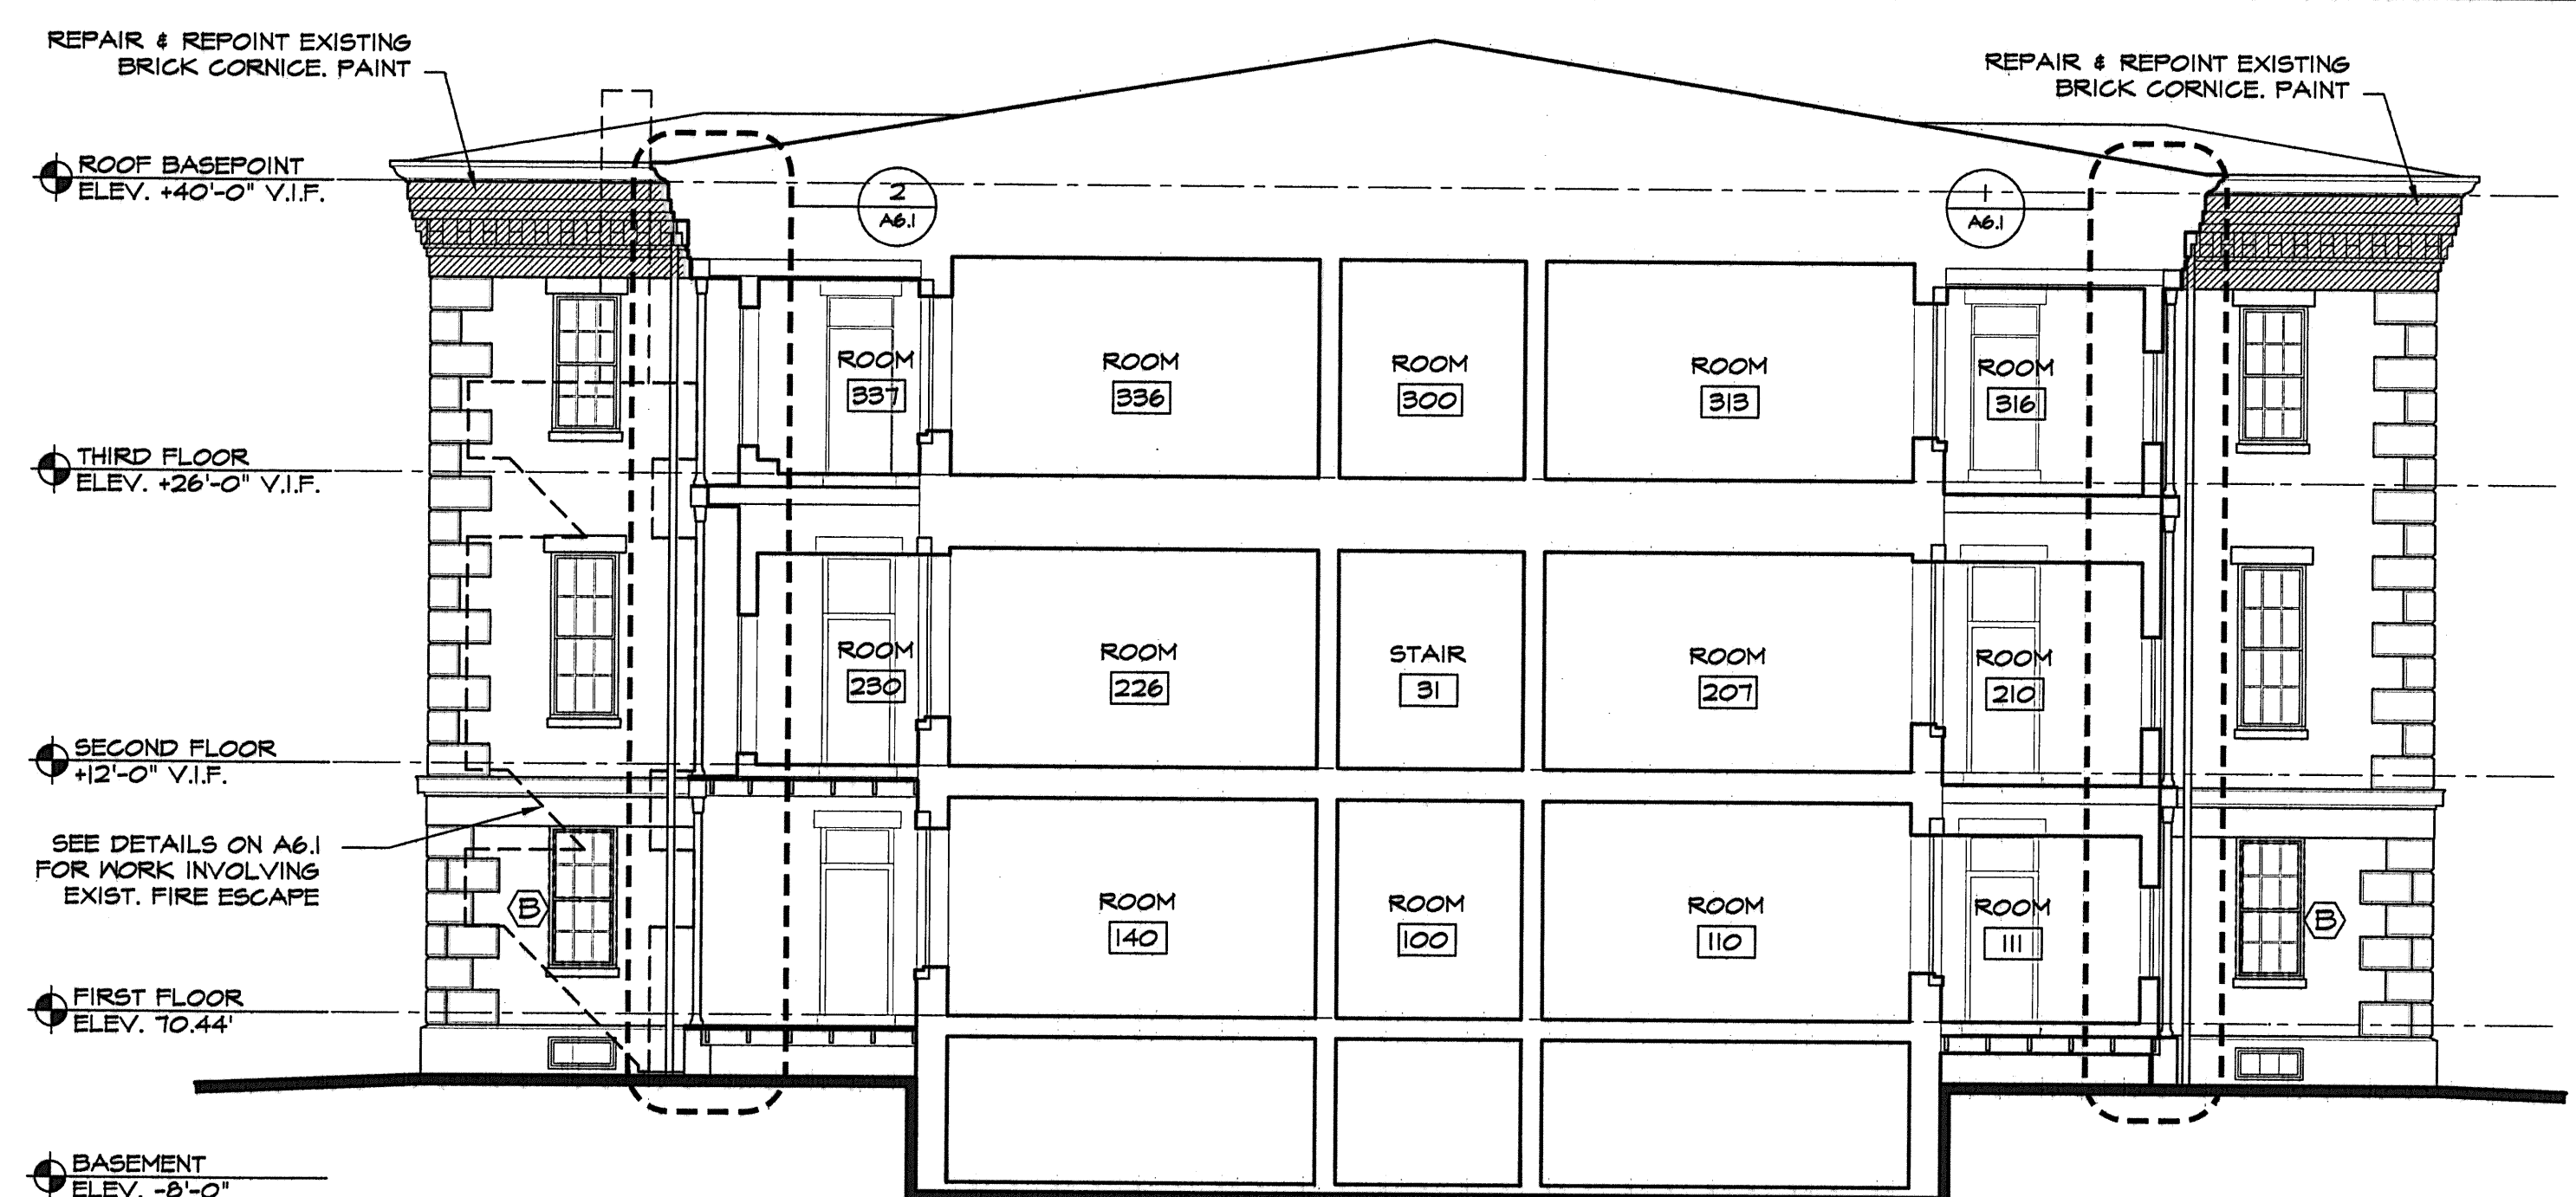 REPAIR & REPOINT EXISTING
BRICK CORNICE. PAINT
REPAIR & REPOINT EXISTING
BRICK CORNICE. PAINT
ROOF BASEPOINT
ELEV. +40'-0" V.I.F.
2
A6.1
1
A6.1
ROOM
337
ROOM
336
ROOM
300
ROOM
313
ROOM
316
THIRD FLOOR
ELEV. +26'-0" V.I.F.
ROOM
230
ROOM
226
STAIR
31
ROOM
207
ROOM
210
SECOND FLOOR
+12'-0" V.I.F.
SEE DETAILS ON A6.1
FOR WORK INVOLVING
EXIST. FIRE ESCAPE
B
ROOM
140
ROOM
100
ROOM
110
ROOM
111
B
FIRST FLOOR
ELEV. 70.44'
BASEMENT
ELEV. -8'-0"